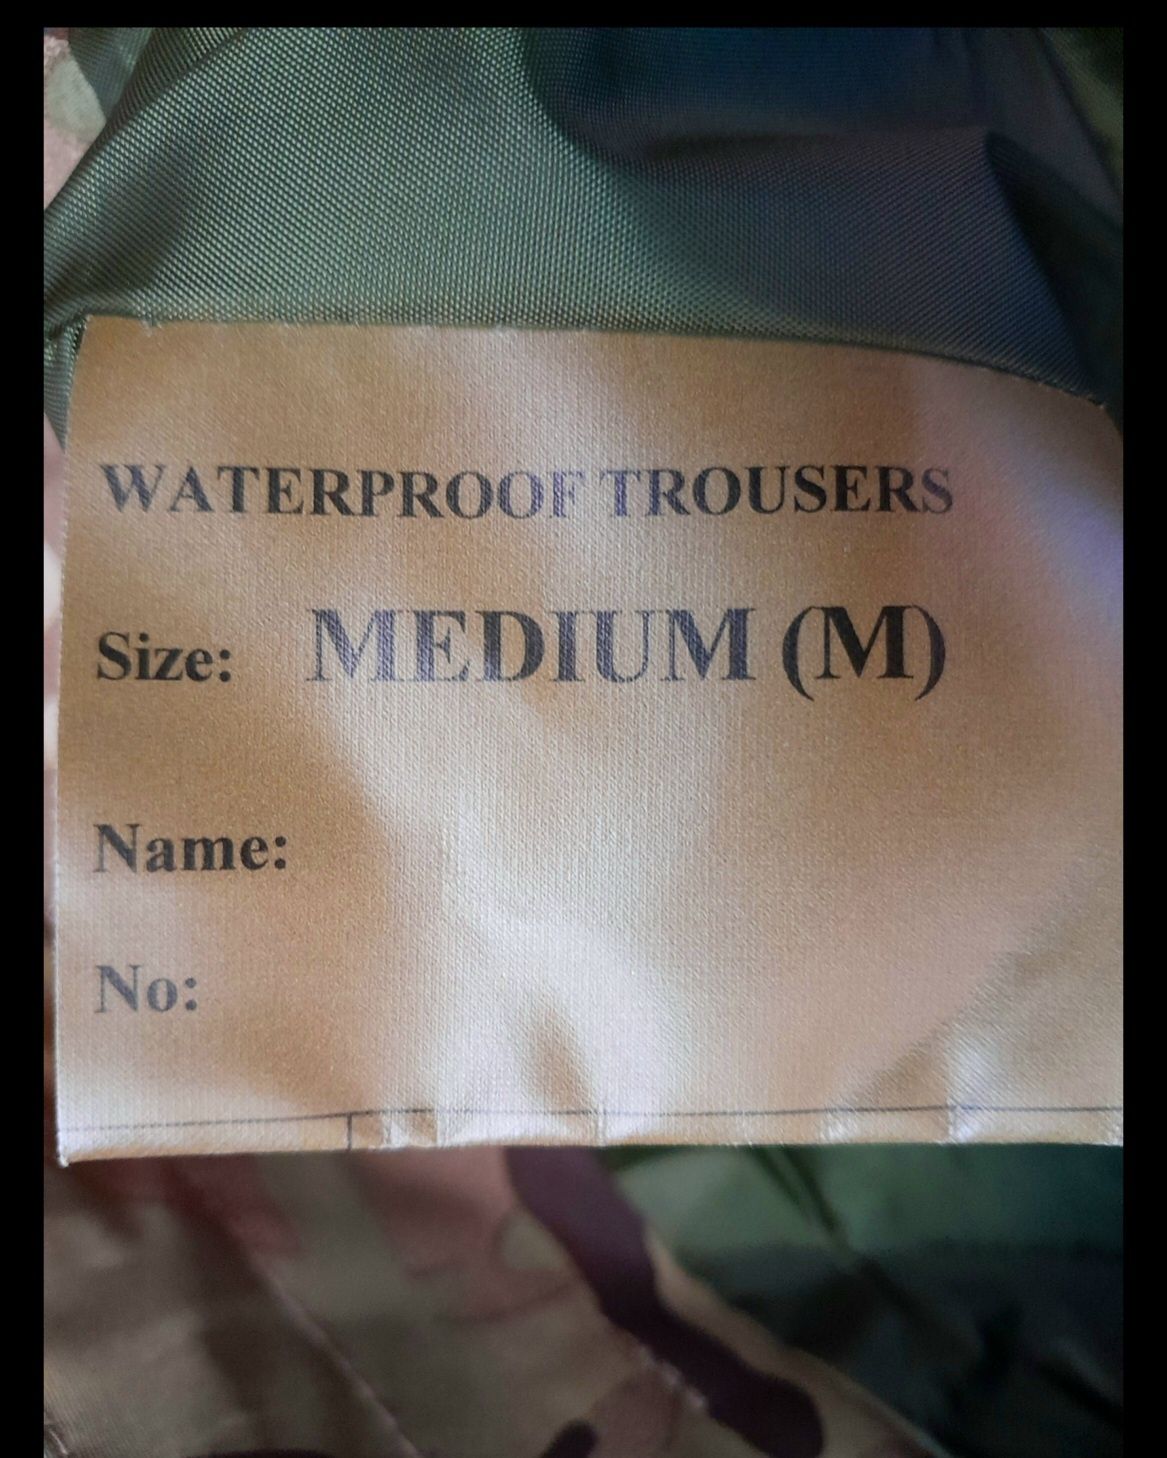 WATERPROOF TROUSERS
Size: MEDIUM (M)
Name:
No: